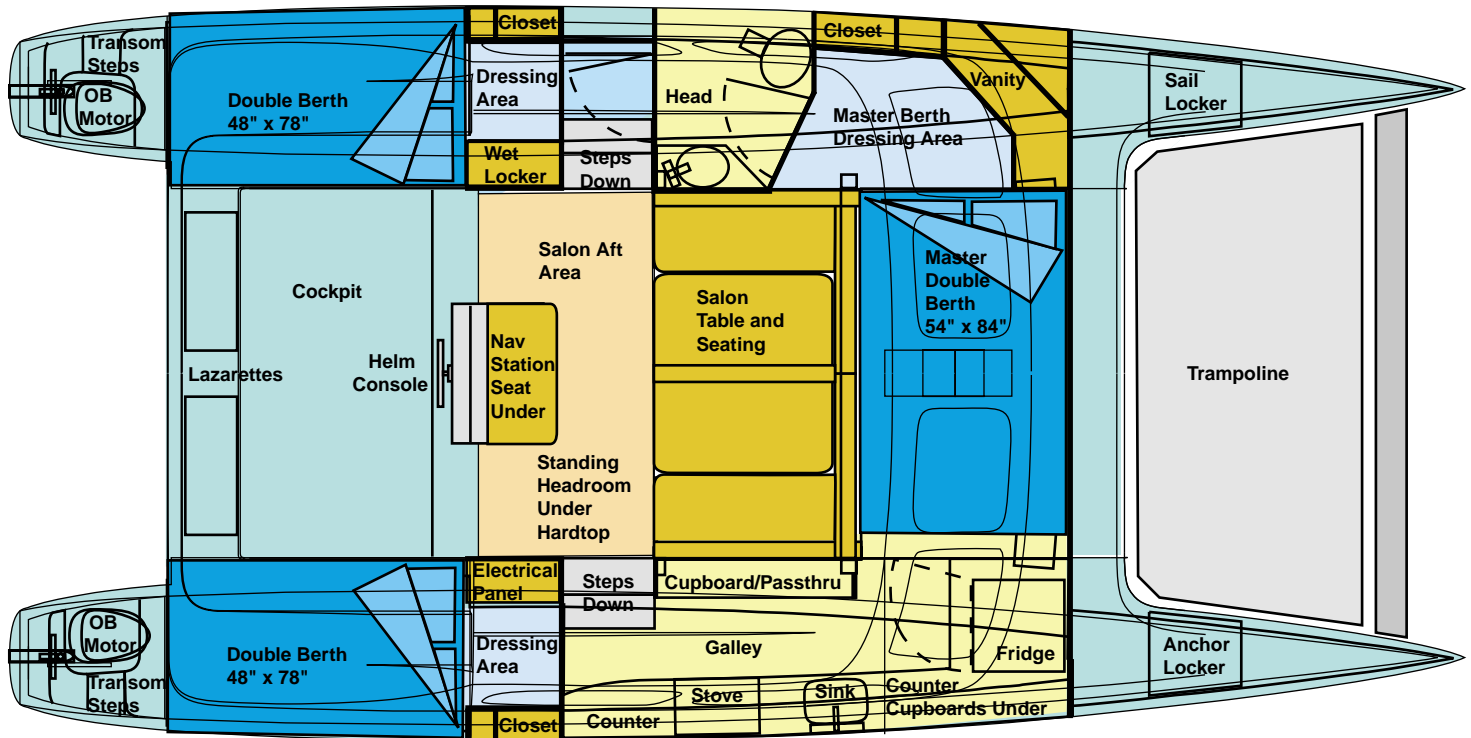 Transom
Steps
OB
Motor
Double Berth
48" x 78"
Closet
Dressing
Area
Wet
Locker
Steps
Down
Head
Closet
Vanity
Master Berth
Dressing Area
Sail
Locker
Lazarettes
Cockpit
Helm
Console
Nav
Station
Seat
Under
Salon Aft
Area
Standing
Headroom
Under
Hardtop
Salon
Table and
Seating
Master
Double
Berth
54" x 84"
Trampoline
OB
Motor
Transom
Steps
Double Berth
48" x 78"
Electrical
Panel
Dressing
Area
Closet
Steps
Down
Cupboard/Passthru
Galley
Counter
Stove
Sink
Counter
Cupboards Under
Fridge
Anchor
Locker